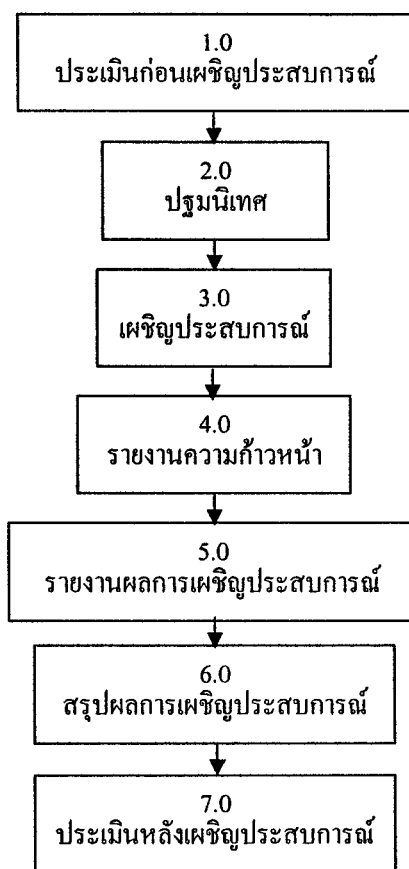 1.0
ประเมินก่อนเผชิญประสบการณ์
2.0
ปฐมนิเทศ
3.0
เผชิญประสบการณ์
4.0
รายงานความก้าวหน้า
5.0
รายงานผลการเผชิญประสบการณ์
6.0
สรุปผลการเผชิญประสบการณ์
7.0
ประเมินหลังเผชิญประสบการณ์